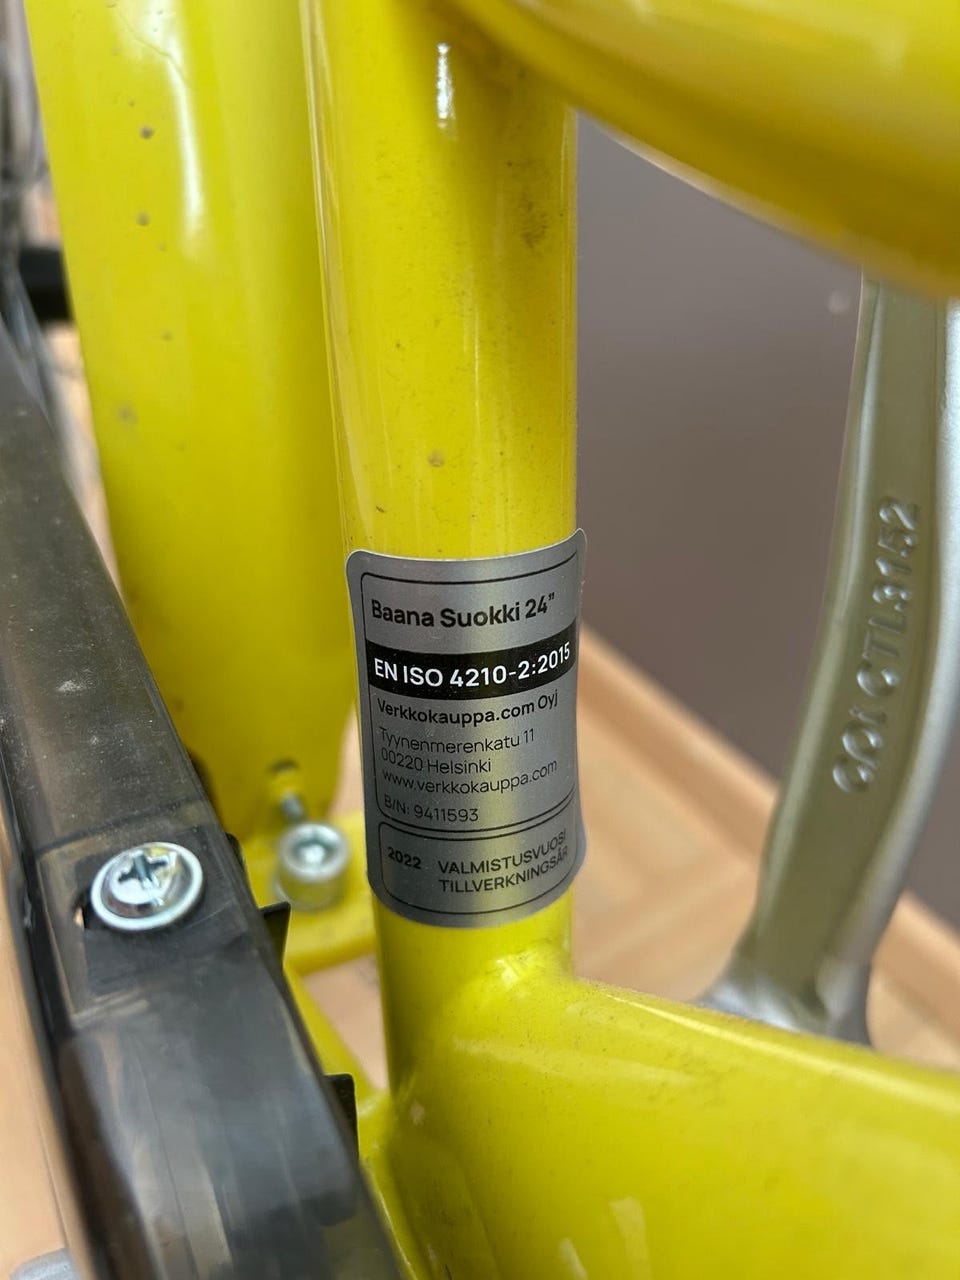 Baana Suokki 24"
EN ISO 4210-2:2015
Verkkokauppa.com Oyj
Tyynenmerenkatu 11
00220 Helsinki
www.verkkokauppa.com
B/N: 9411593
2022 VALMISTUSVUOSI
TILLVERKNINGSÅR